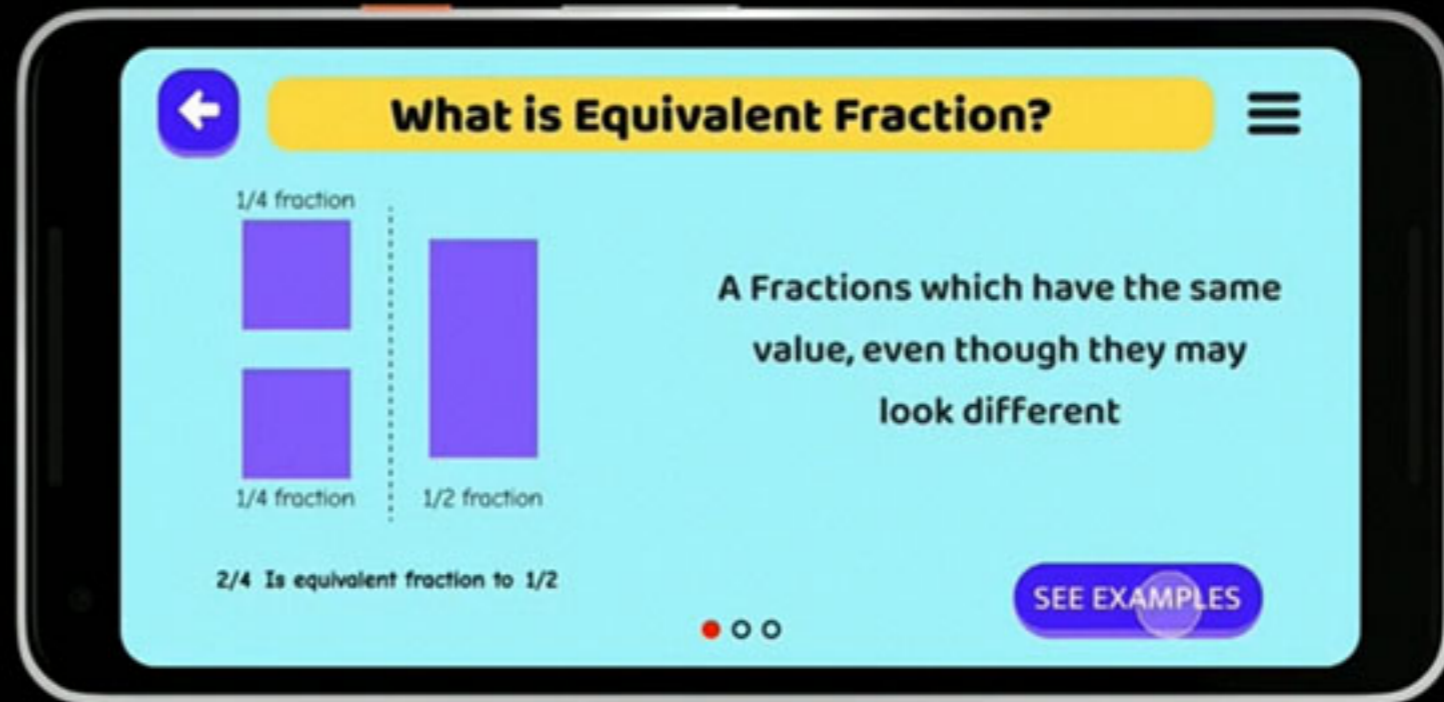 What is Equivalent Fraction?
1/4 fraction
1/4 fraction
1/2 fraction
2/4 Is equivalent fraction to 1/2
A Fractions which have the same
value, even though they may
look different
SEE EXAMPLES